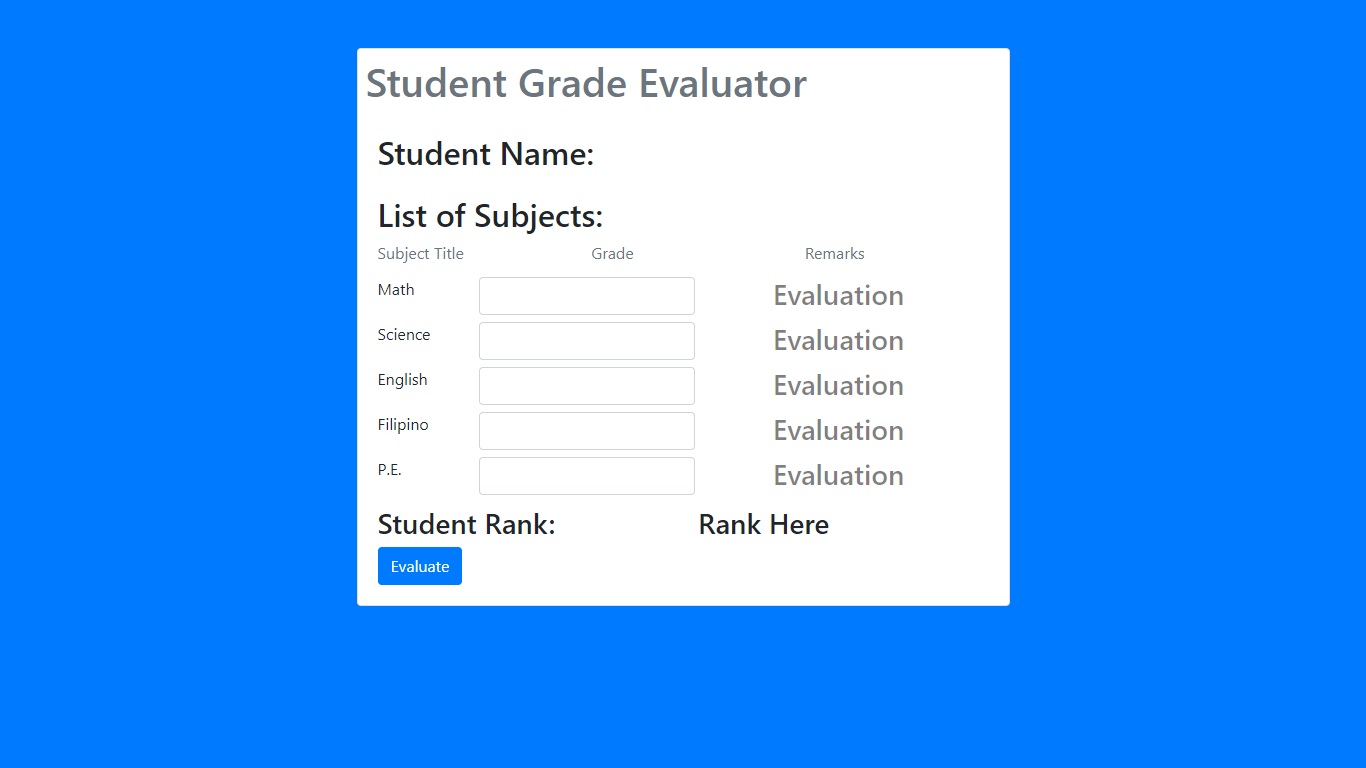 Student Grade Evaluator
Student Name:
List of Subjects:
Subject Title Grade Remarks
Math Evaluation
Science Evaluation
English Evaluation
Filipino Evaluation
P.E. Evaluation
Student Rank: Rank Here
Evaluate